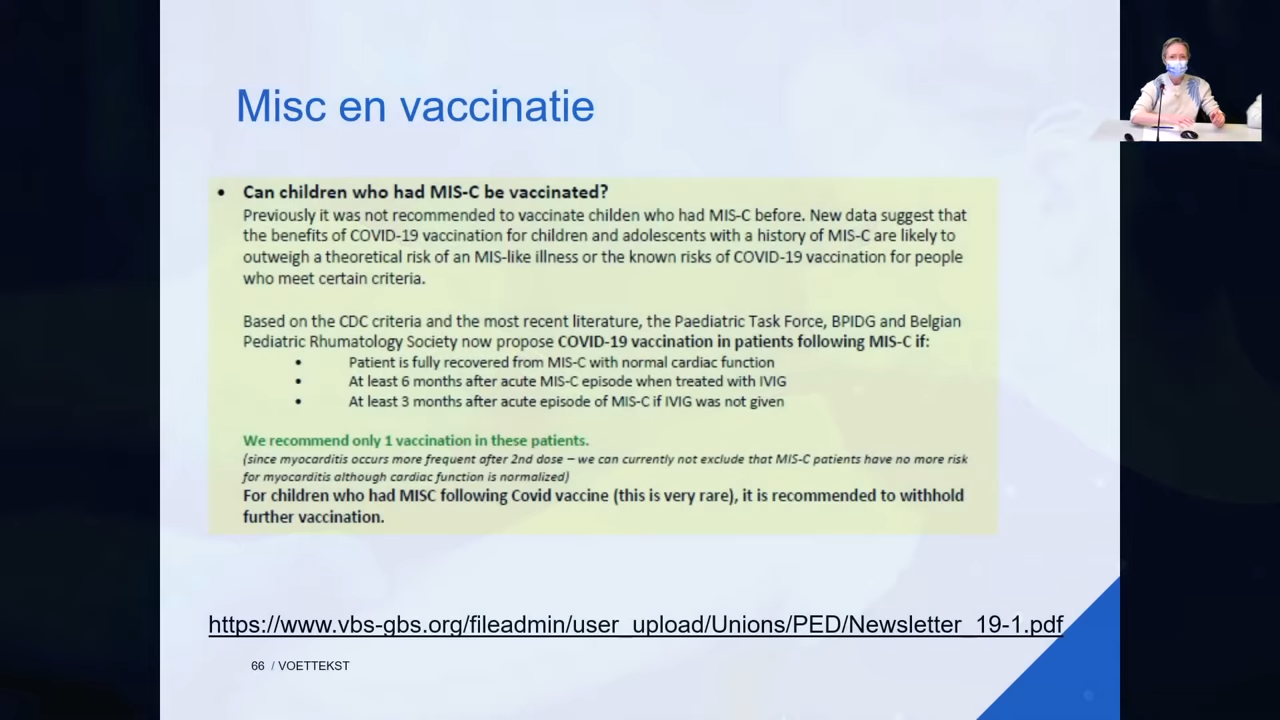 Misc en vaccinatie
• Can children who had MIS-C be vaccinated?
Previously it was not recommended to vaccinate childen who had MIS-C before. New data suggest that
the benefits of COVID-19 vaccination for children and adolescents with a history of MIS-C are likely to
outweigh a theoretical risk of an MIS-like illness or the known risks of COVID-19 vaccination for people
who meet certain criteria.
Based on the CDC criteria and the most recent literature, the Paediatric Task Force, BPIDG and Belgian
Pediatric Rhumatology Society now propose COVID-19 vaccination in patients following MIS-C if:
• Patient is fully recovered from MIS-C with normal cardiac function
• At least 6 months after acute MIS-C episode when treated with IVIG
• At least 3 months after acute episode of MIS-C if IVIG was not given
We recommend only 1 vaccination in these patients.
(since myocarditis occurs more frequent after 2nd dose – we can currently not exclude that MIS-C patients have no more risk
for myocarditis although cardiac function is normalized)
For children who had MISC following Covid vaccine (this is very rare), it is recommended to withhold
further vaccination.
https://www.vbs-gbs.org/fileadmin/user_upload/Unions/PED/Newsletter_19-1.pdf
66 / VOETTEKST